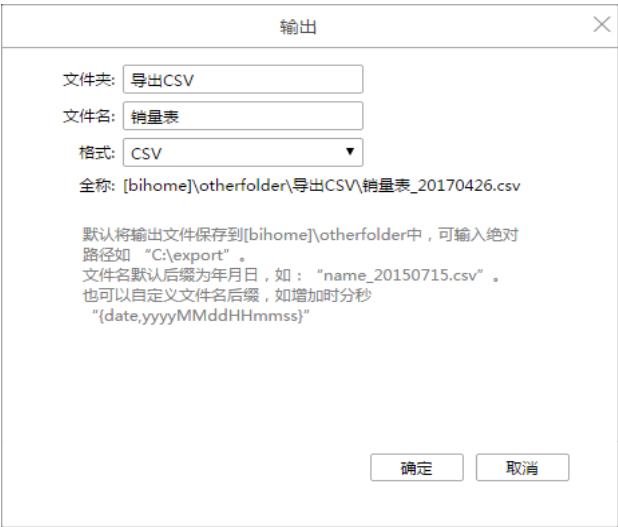 输出
文件夹: 导出CSV
文件名: 销量表
格式: CSV
全称: [bihome]\otherfolder\导出CSV\销量表_20170426.csv
默认将输出文件保存到[bihome]\otherfolder中，可输入绝对
路径如 “C:\export”。
文件名默认后缀为年月日，如：“name_20150715.csv”。
也可以自定义文件名后缀，如增加时分秒
“{date,yyyyMMddHHmmss}”
确定 取消